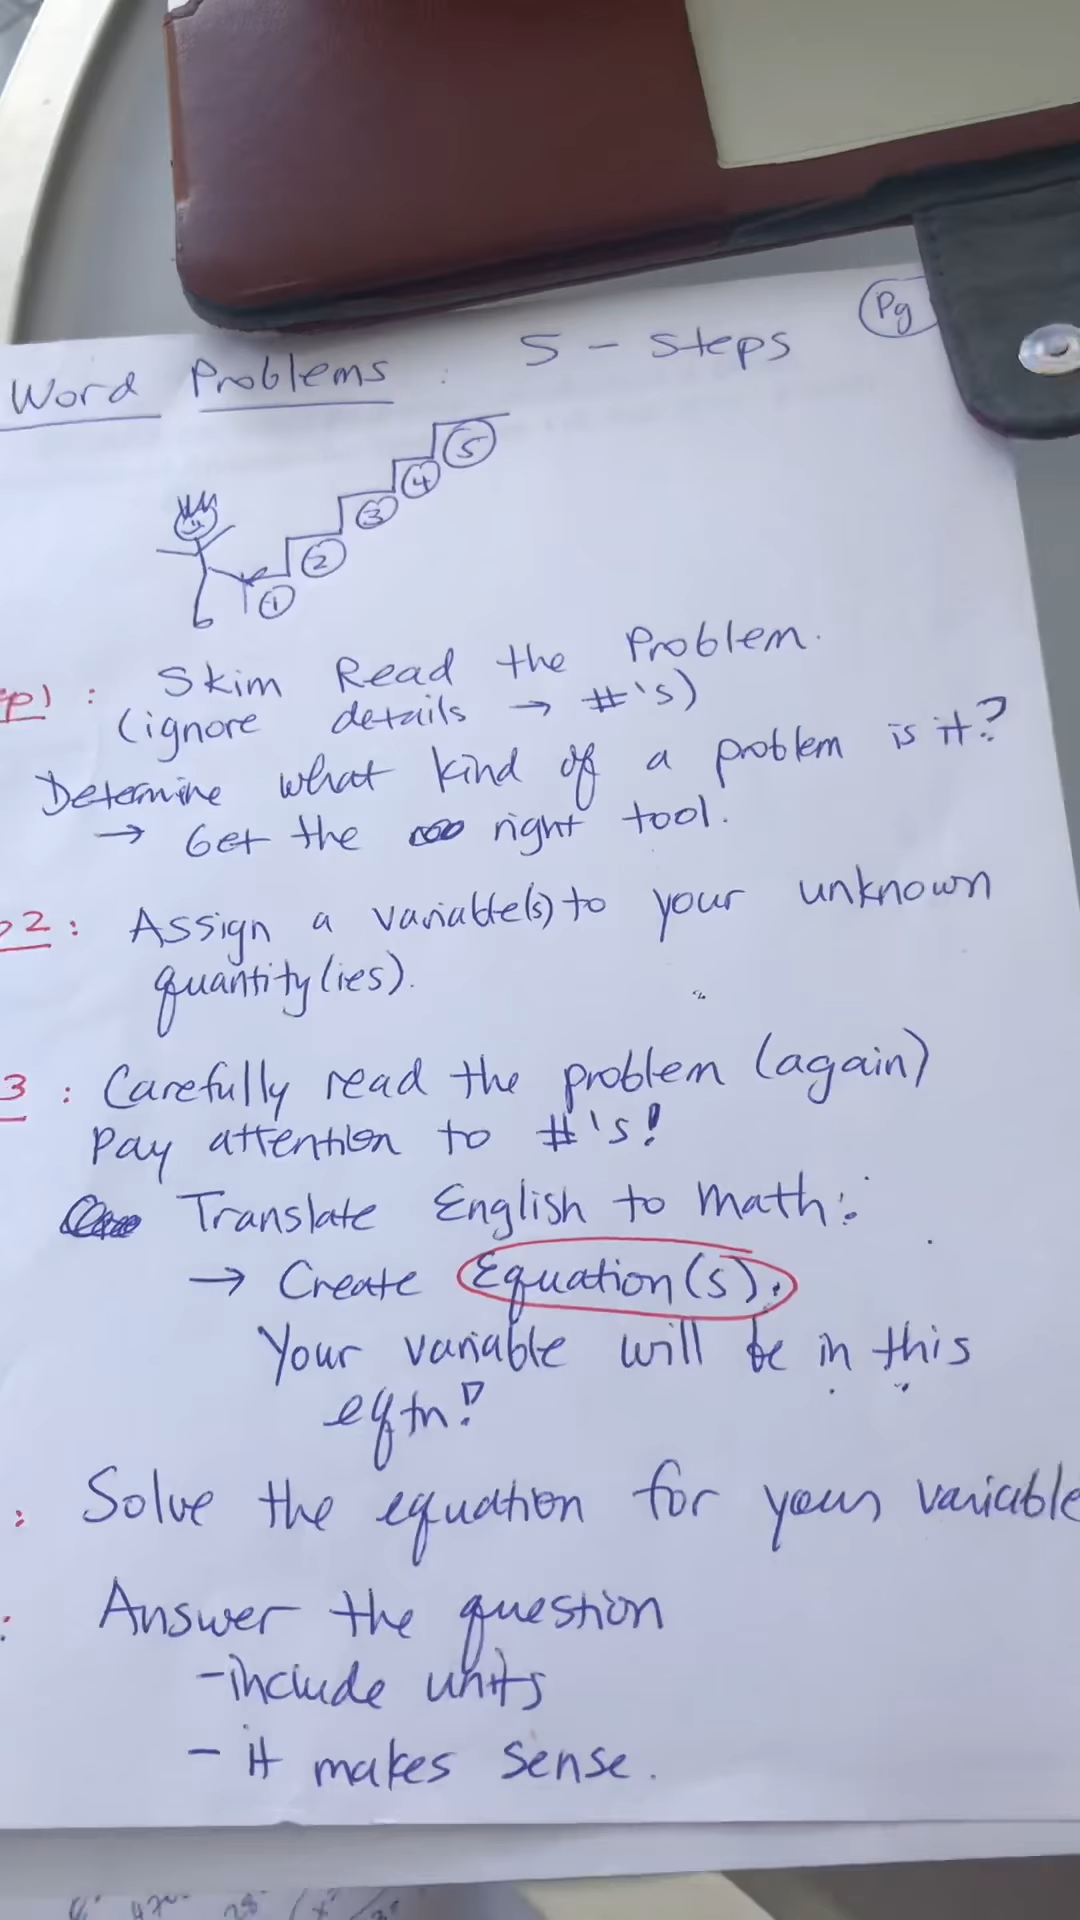 Word Problems : 5 - Steps
Pg
5
4
3
2
1
p1 : Skim Read the Problem.
(ignore details → #'s)
Determine what kind of a problem is it?
→ Get the right tool.
2 : Assign a variable(s) to your unknown
quantity(ies).
3 : Carefully read the problem (again)
Pay attention to #'s!
Translate English to Math:
→ Create Equation(s).
Your variable will be in this
eqtn!
: Solve the equation for your variable
: Answer the question
- include units
- it makes sense.